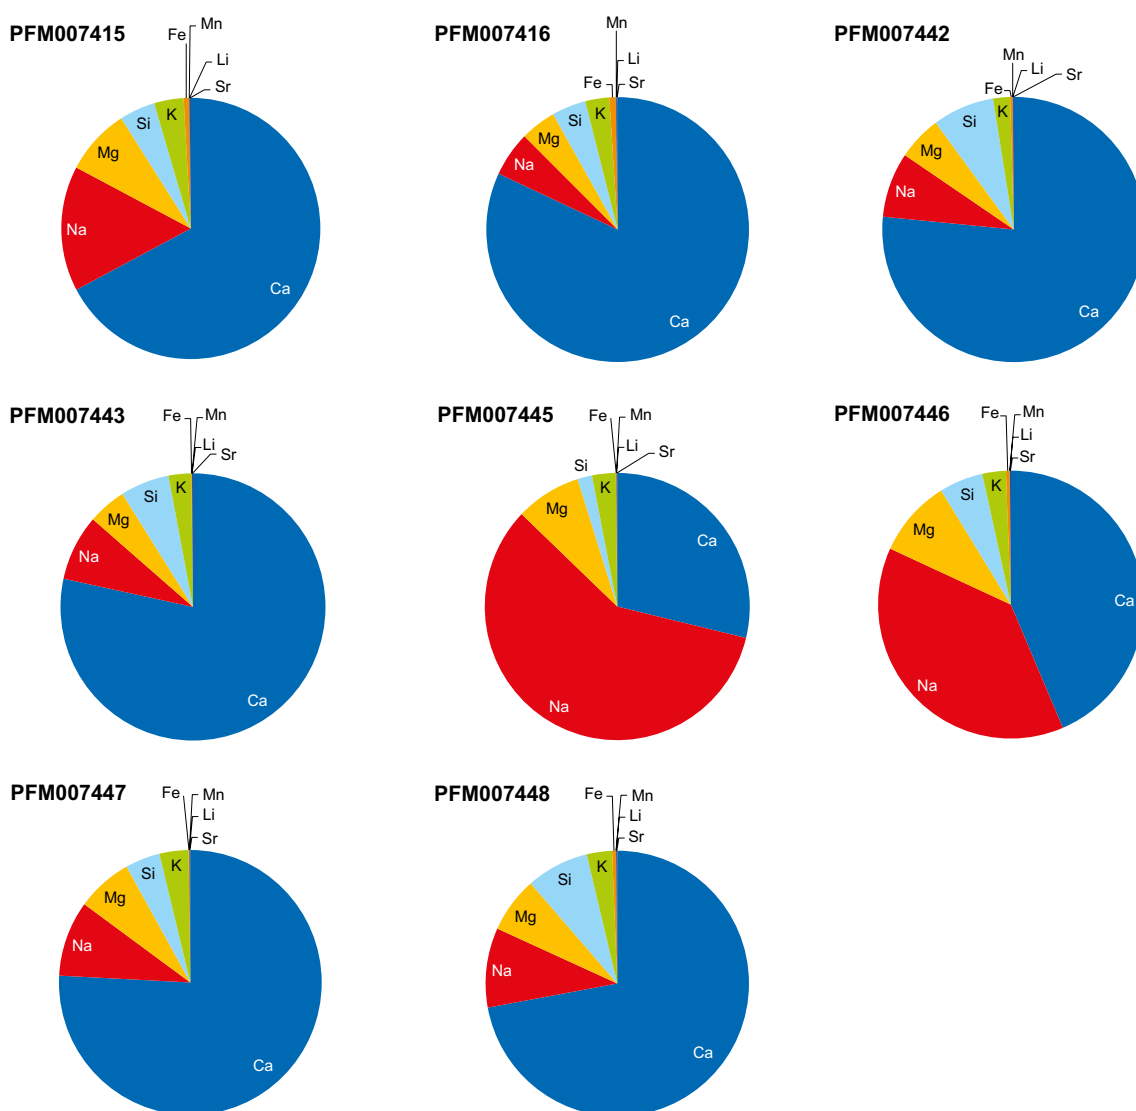 PFM007415
Fe
Mn
Li
Sr
K
Si
Mg
Na
Ca
PFM007416
Mn
Li
Fe
Sr
K
Si
Mg
Na
Ca
PFM007442
Mn
Li
Sr
Fe
K
Si
Mg
Na
Ca
PFM007443
Fe
Mn
Li
Sr
K
Si
Mg
Na
Ca
PFM007445
Fe
Mn
Li
Sr
Si
K
Mg
Ca
Na
PFM007446
Fe
Mn
Li
Sr
K
Si
Mg
Ca
Na
PFM007447
Fe
Mn
Li
Sr
K
Si
Mg
Na
Ca
PFM007448
Fe
Mn
Li
Sr
K
Si
Mg
Na
Ca